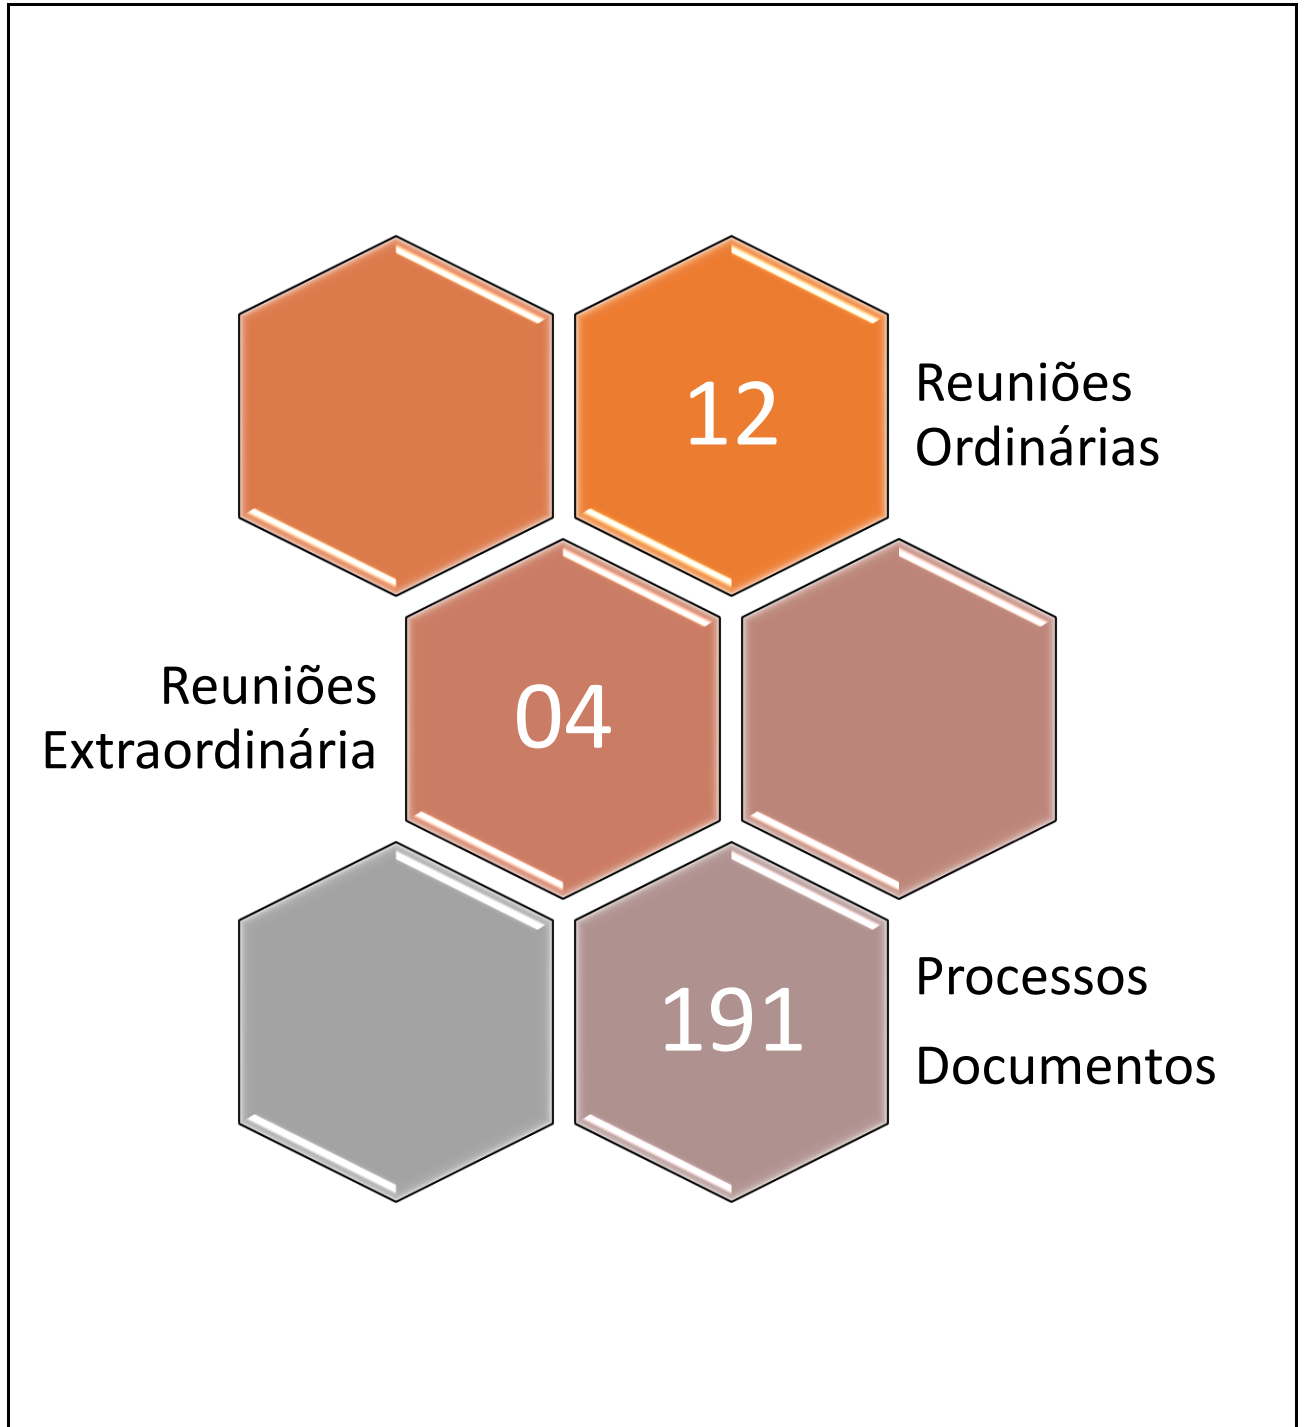 12
Reuniões
Ordinárias
Reuniões
Extraordinária
04
191
Processos
Documentos